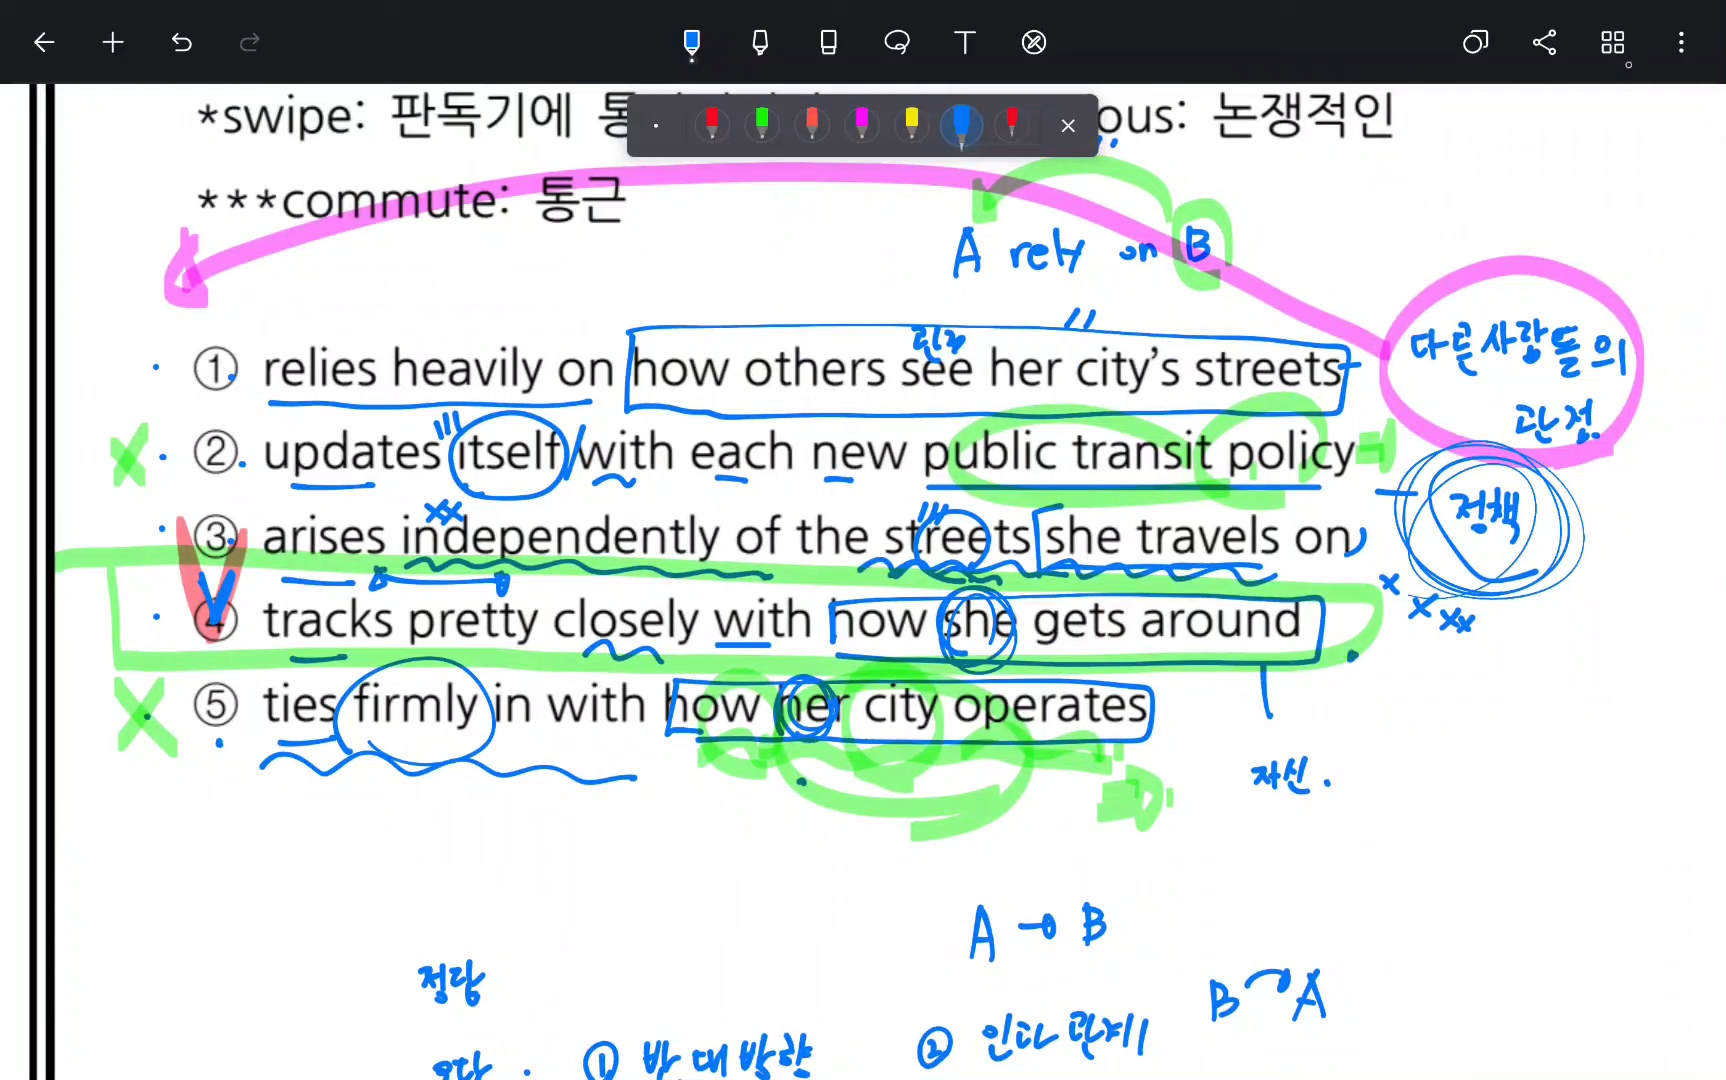 *swipe: 판독기에 통 ous: 논쟁적인
***commute: 통근
A rely on B
① relies heavily on how others see her city's streets
다른사람들의
관점
② updates itself with each new public transit policy
정책
③ arises independently of the streets she travels on
④ tracks pretty closely with how she gets around
⑤ ties firmly in with how her city operates
자신.
A → B
정답
B → A
오답. ① 반대방향 ② 인과관계